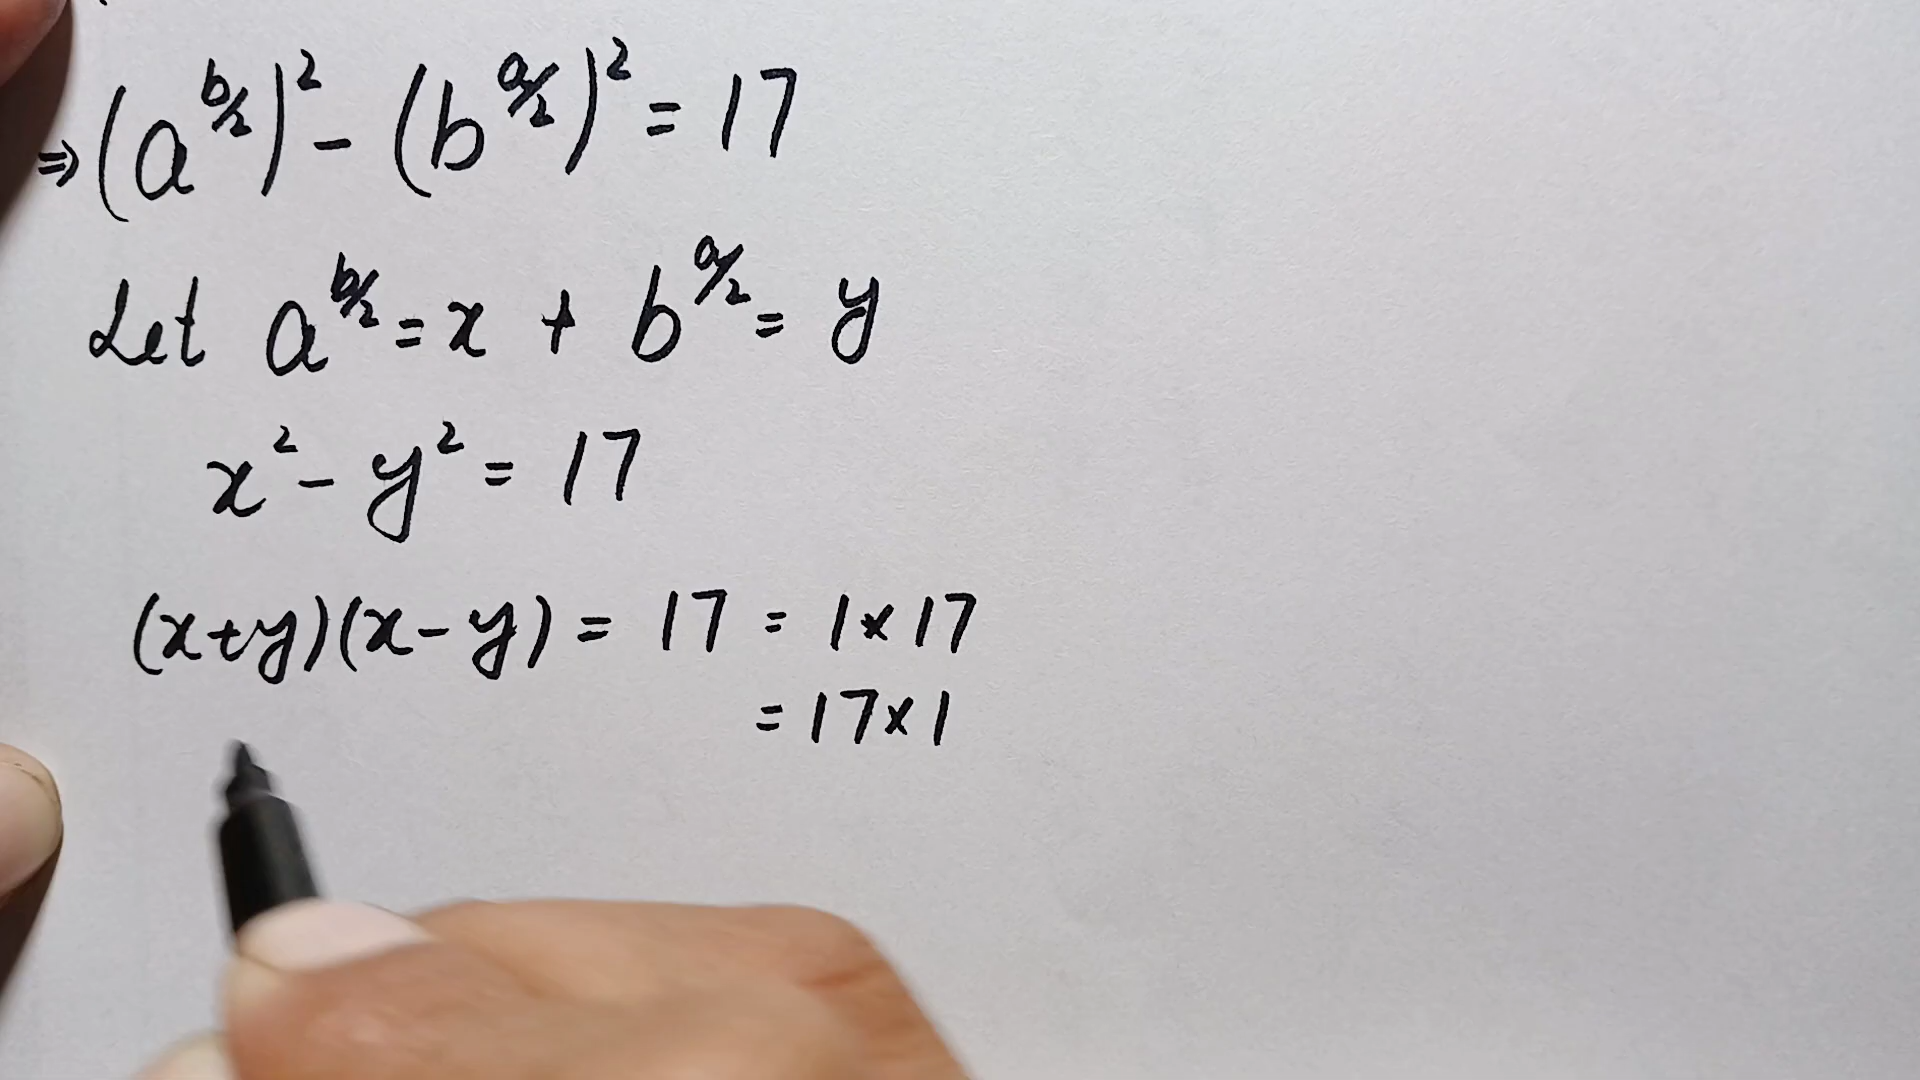 ⇒ (a^(b/2))² - (b^(a/2))² = 17
Let a^(b/2) = x + b^(a/2) = y
x² - y² = 17
(x+y)(x-y) = 17 = 1×17
= 17×1